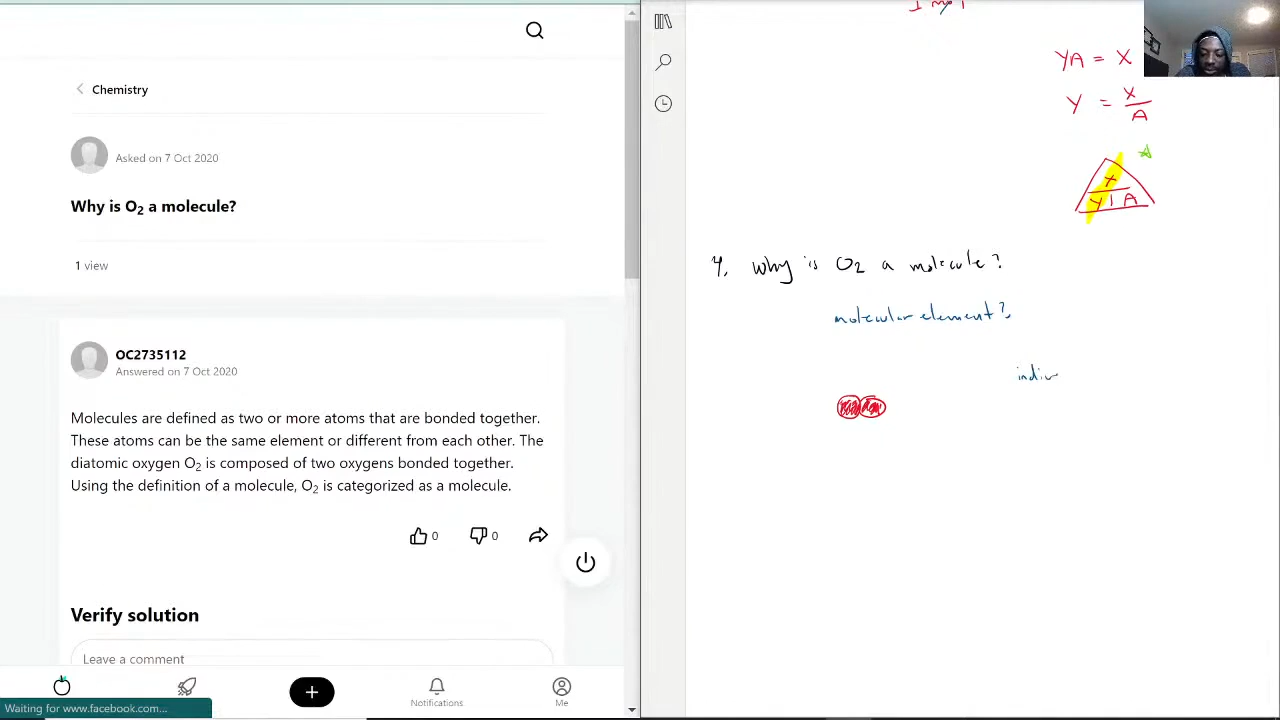 Chemistry
Asked on 7 Oct 2020
Why is O₂ a molecule?
1 view
OC2735112
Answered on 7 Oct 2020
Molecules are defined as two or more atoms that are bonded together.
These atoms can be the same element or different from each other. The
diatomic oxygen O₂ is composed of two oxygens bonded together.
Using the definition of a molecule, O₂ is categorized as a molecule.
0 0
Verify solution
Leave a comment
Notifications
Me
Waiting for www.facebook.com...
YA = X
Y = X/A
A
X
Y | A
4. Why is O₂ a molecule?
molecular element?
indiv